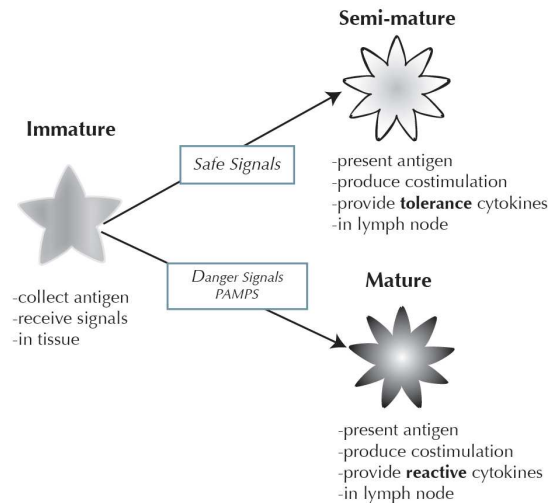 Semi-mature
Immature
Safe Signals
-present antigen
-produce costimulation
-provide tolerance cytokines
-in lymph node
Danger Signals
PAMPS
Mature
-collect antigen
-receive signals
-in tissue
-present antigen
-produce costimulation
-provide reactive cytokines
-in lymph node